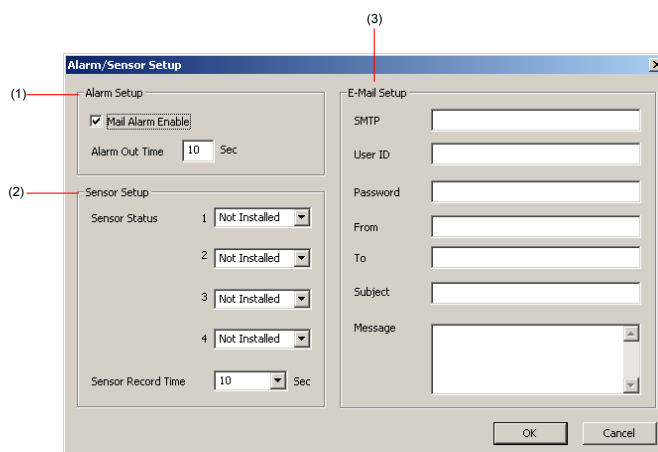 (3)
Alarm/Sensor Setup
(1)
Alarm Setup
Mail Alarm Enable
Alarm Out Time 10 Sec
(2)
Sensor Setup
Sensor Status 1 Not Installed
2 Not Installed
3 Not Installed
4 Not Installed
Sensor Record Time 10 Sec
E-Mail Setup
SMTP
User ID
Password
From
To
Subject
Message
OK Cancel